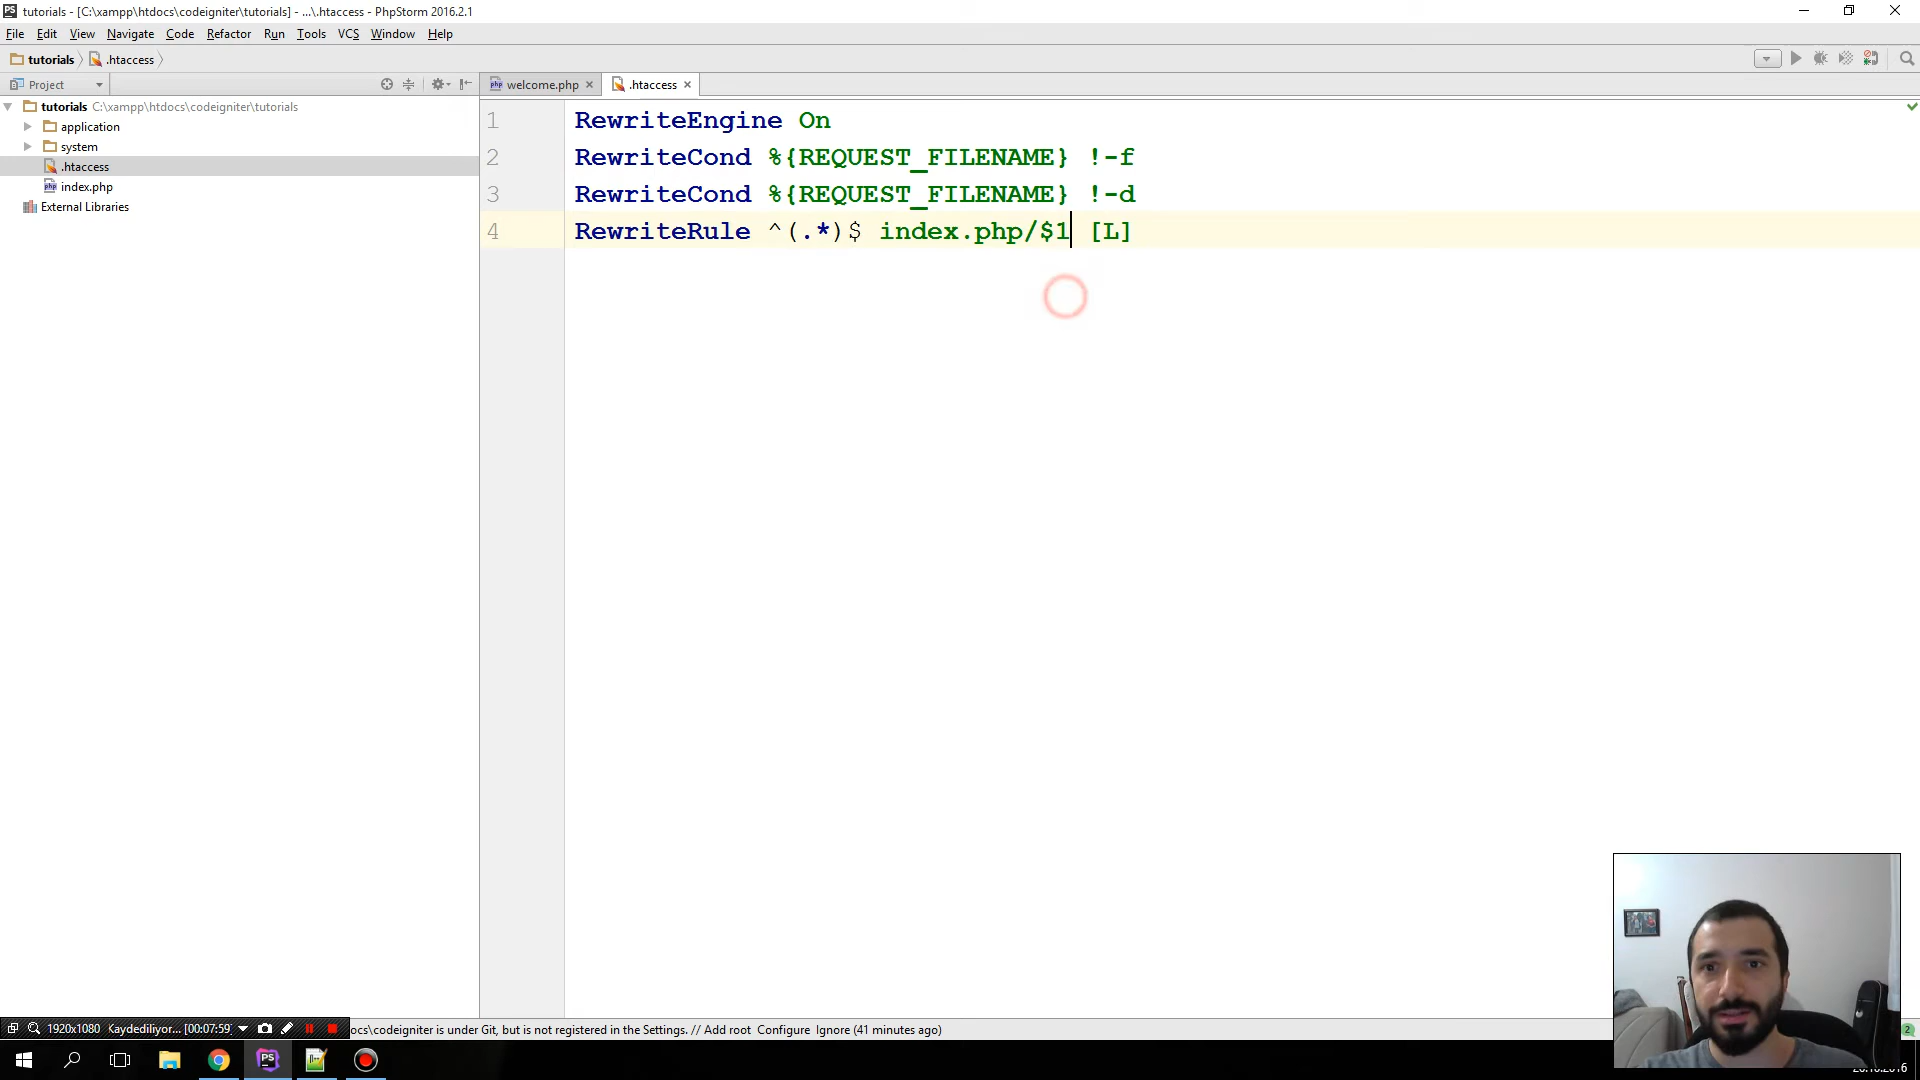 tutorials - [C:\xampp\htdocs\codeigniter\tutorials] - ...\.htaccess - PhpStorm 2016.2.1
File Edit View Navigate Code Refactor Run Tools VCS Window Help
tutorials .htaccess
Project
welcome.php .htaccess
tutorials C:\xampp\htdocs\codeigniter\tutorials
application
system
.htaccess
index.php
External Libraries
1 RewriteEngine On
2 RewriteCond %{REQUEST_FILENAME} !-f
3 RewriteCond %{REQUEST_FILENAME} !-d
4 RewriteRule ^(.*)$ index.php/$1 [L]
1920x1080 Kaydediliyor... [00:07:59]
ocs\codeigniter is under Git, but is not registered in the Settings. // Add root Configure Ignore (41 minutes ago)
2